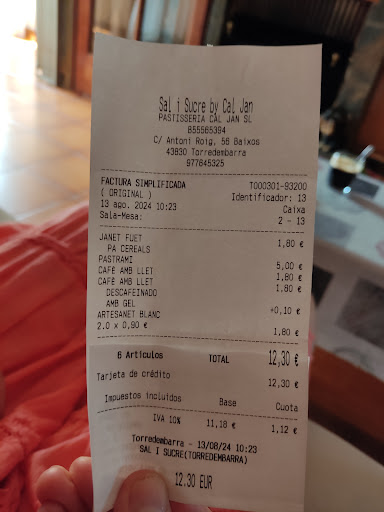 Sal i Sucre by Cal Jan
PASTISSERIA CAL JAN SL
B55565394
C/ Antoni Roig, 56 Baixos
43830 Torredembarra
977645325
FACTURA SIMPLIFICADA T000301-93200
( ORIGINAL ) Identificador: 13
13 ago. 2024 10:23 Caixa
Sala-Mesa: 2 - 13
JANET FUET 1,80 €
PA CEREALS
PASTRAMI 5,00 €
CAFÈ AMB LLET 1,80 €
CAFÈ AMB LLET 1,80 €
DESCAFEINADO
AMB GEL +0,10 €
ARTESANET BLANC
2.0 x 0,90 € 1,80 €
6 Artículos TOTAL 12,30 €
Tarjeta de crédito 12,30 €
Impuestos incluidos Base Cuota
IVA 10% 11,18 € 1,12 €
Torredembarra - 13/08/24 10:23
SAL I SUCRE(TORREDEMBARRA)
12.30 EUR